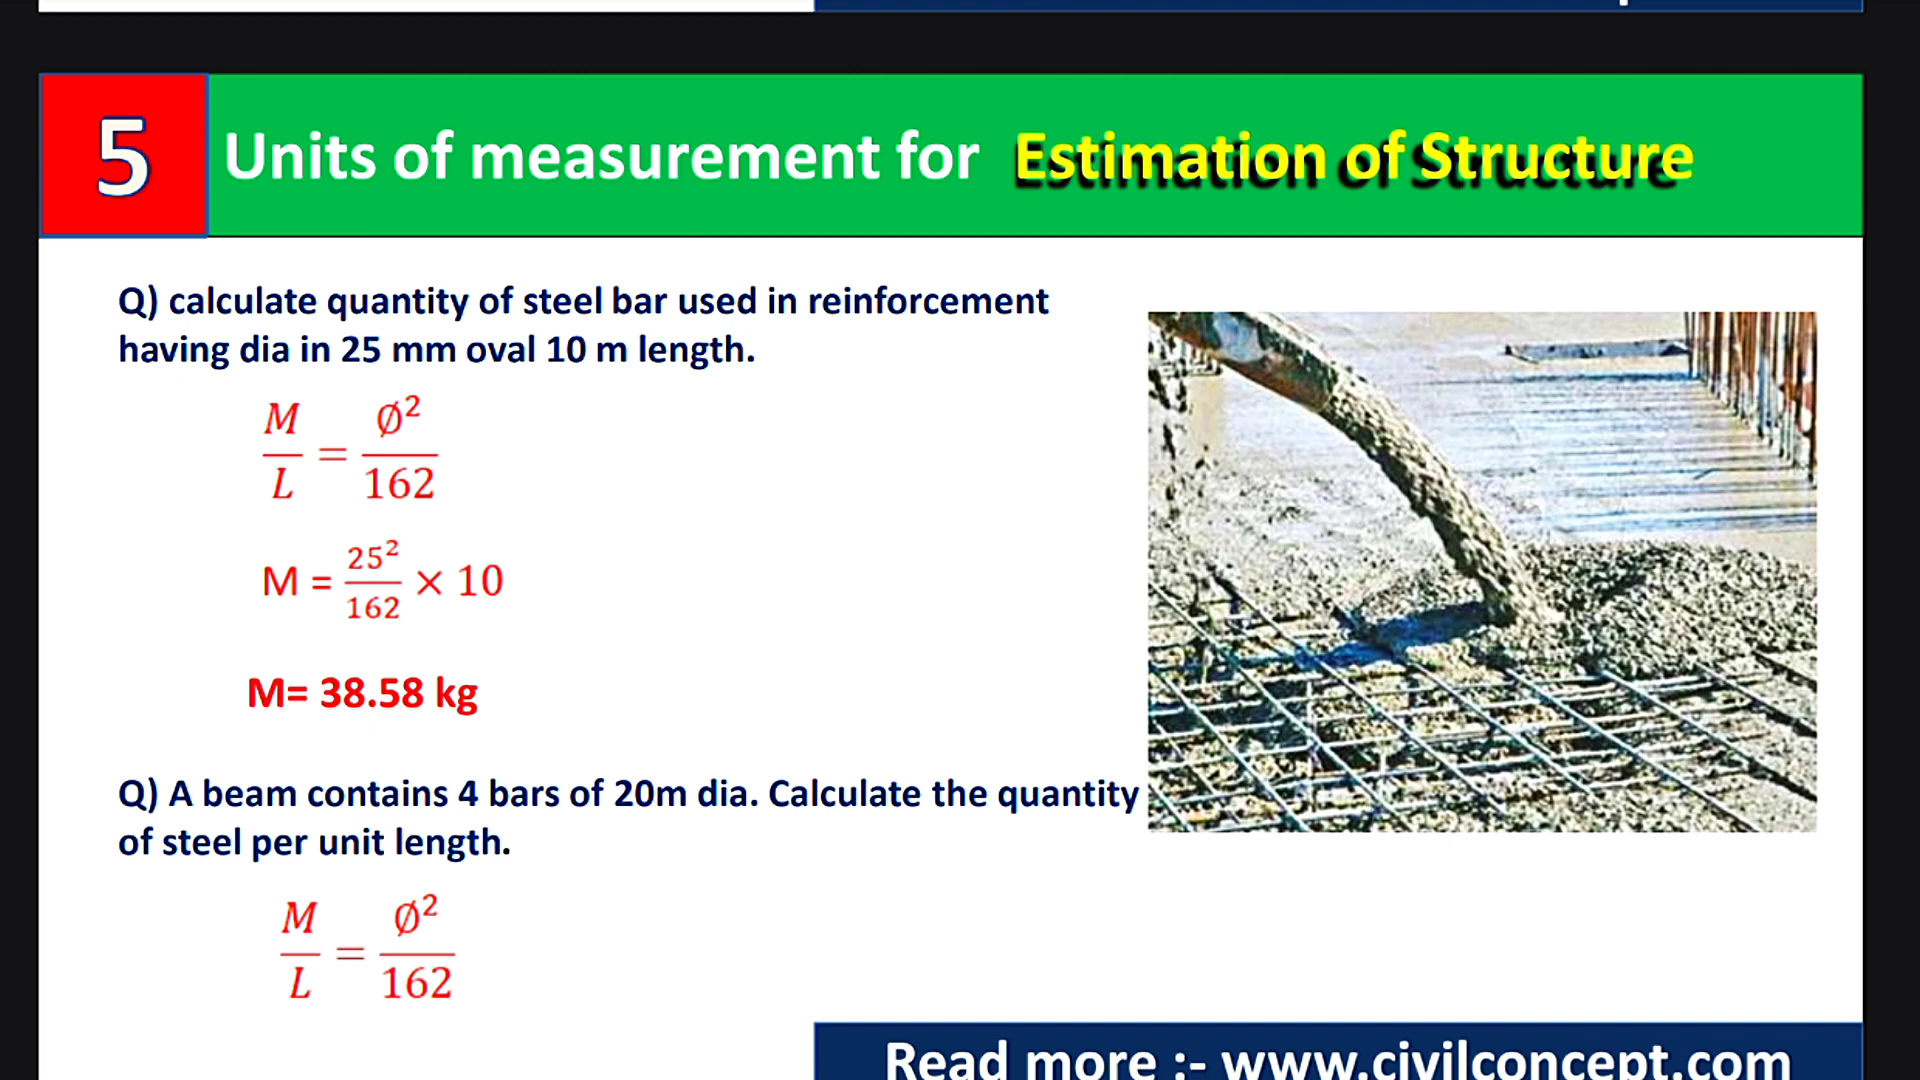 5
Units of measurement for Estimation of Structure
Q) calculate quantity of steel bar used in reinforcement
having dia in 25 mm oval 10 m length.
M/L = Ø²/162
M = 25²/162 × 10
M= 38.58 kg
Q) A beam contains 4 bars of 20m dia. Calculate the quantity
of steel per unit length.
M/L = Ø²/162
Read more :- www.civilconcept.com